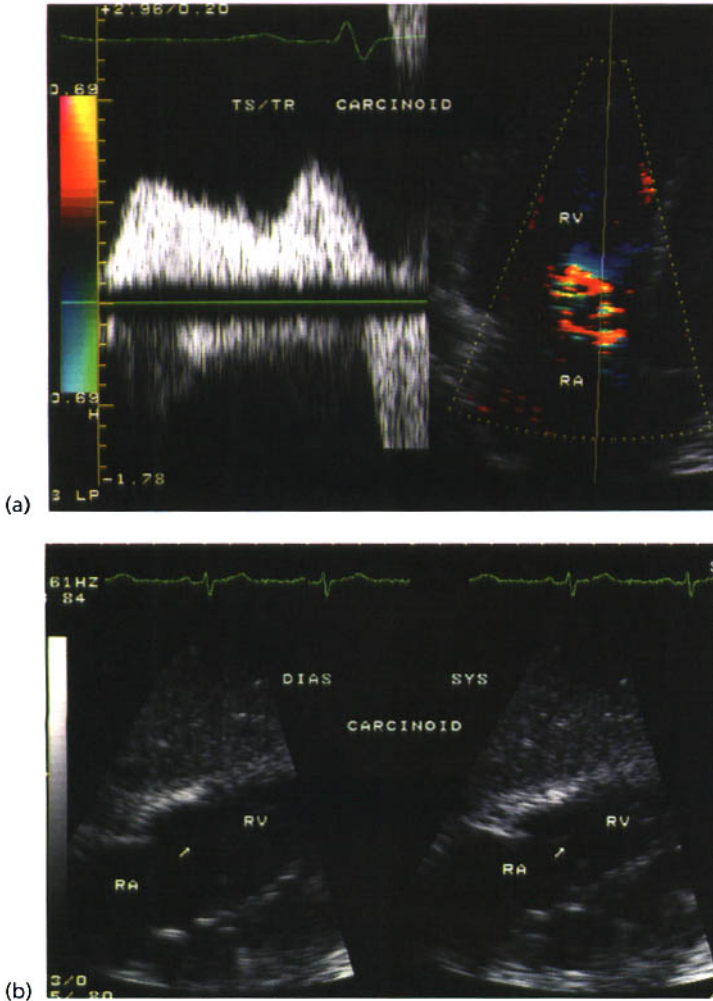 +2.96/0.20
0.69
TS/TR CARCINOID
RV
RA
0.69
H
-1.78
3 LP
(a)
61HZ
84
DIAS SYS
CARCINOID
RV RV
RA RA
3/0
(b)